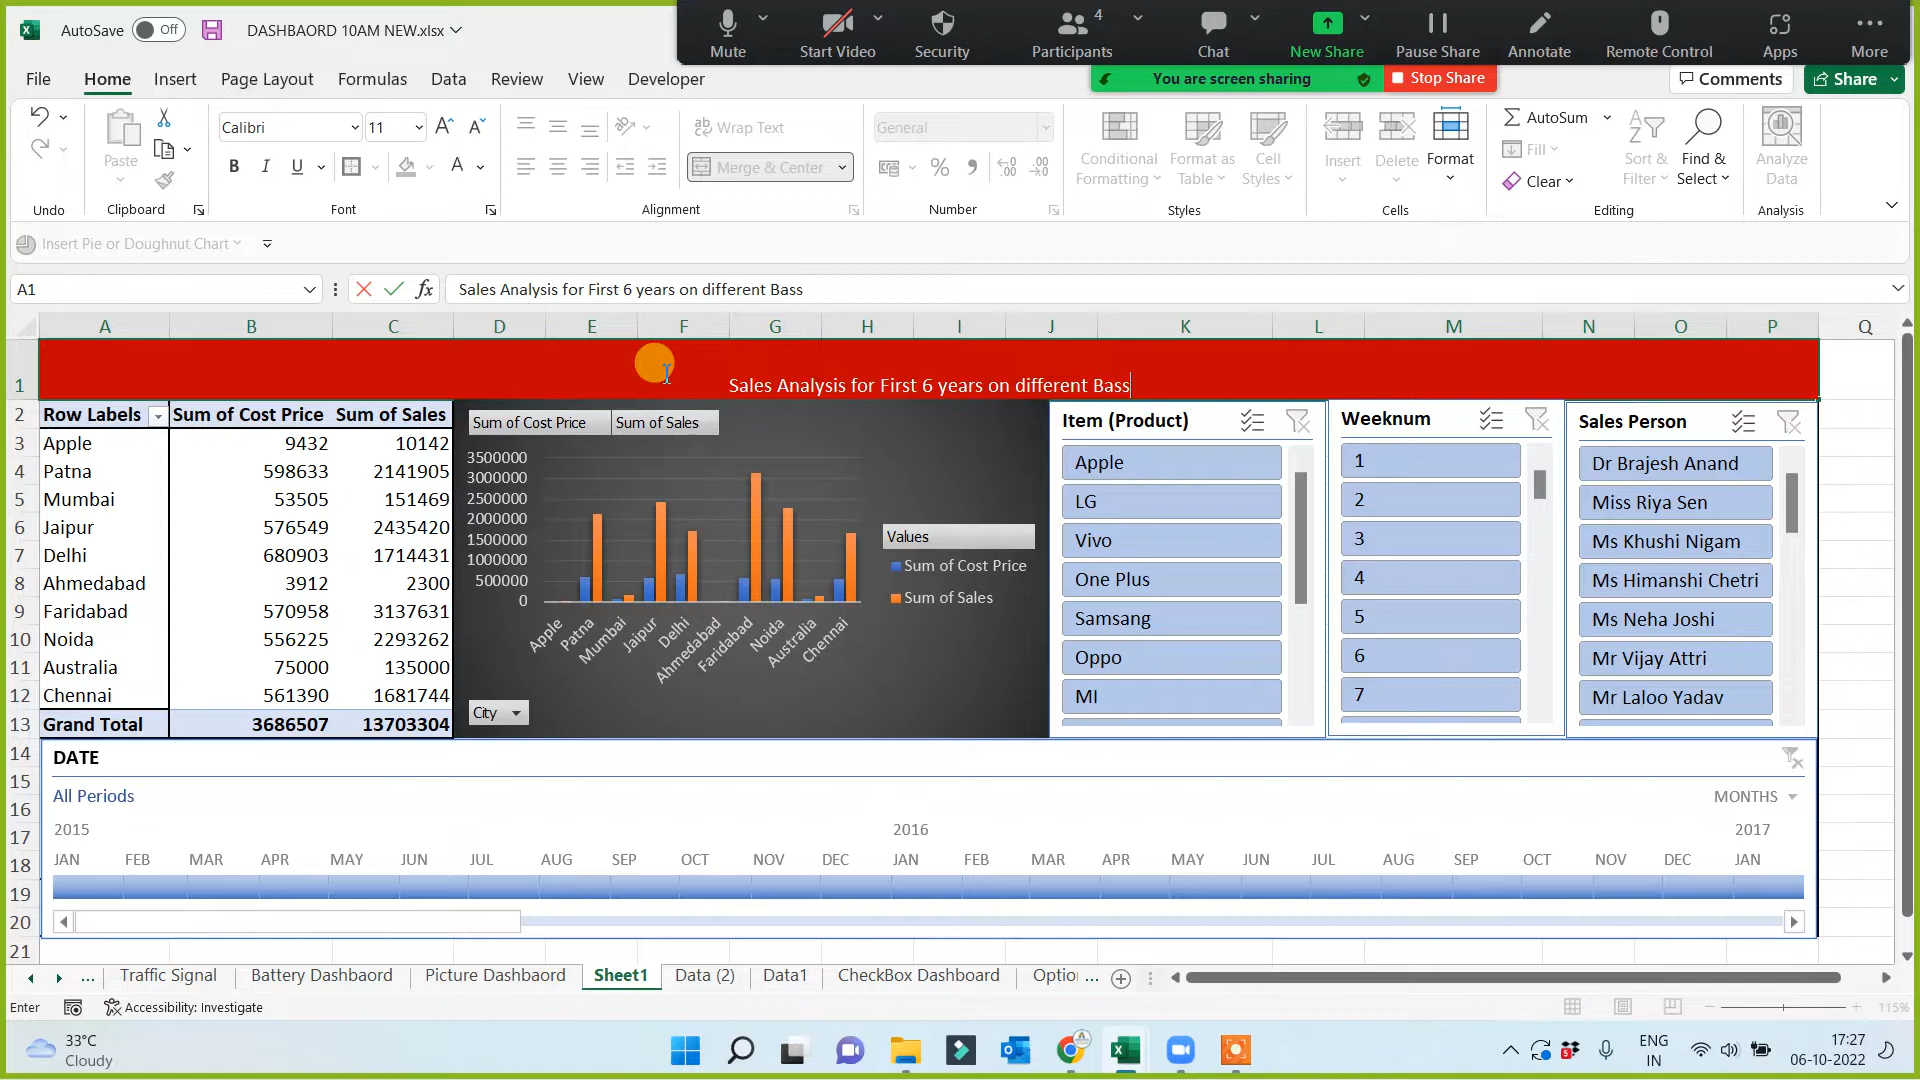 AutoSave Off DASHBAORD 10AM NEW.xlsx
Mute Start Video Security Participants 4 Chat New Share Pause Share Annotate Remote Control Apps More
You are screen sharing Stop Share
File Home Insert Page Layout Formulas Data Review View Developer Comments Share
Paste Calibri 11 B I U A Wrap Text Merge & Center General
Conditional Formatting Format as Table Cell Styles Insert Delete Format
AutoSum Fill Clear Sort & Filter Find & Select Analyze Data
Undo Clipboard Font Alignment Number Styles Cells Editing Analysis
Insert Pie or Doughnut Chart
A1 fx Sales Analysis for First 6 years on different Bass
A B C D E F G H I J K L M N O P Q
1 Sales Analysis for First 6 years on different Bass
2 Row Labels Sum of Cost Price Sum of Sales
3 Apple 9432 10142
4 Patna 598633 2141905
5 Mumbai 53505 151469
6 Jaipur 576549 2435420
7 Delhi 680903 1714431
8 Ahmedabad 3912 2300
9 Faridabad 570958 3137631
10 Noida 556225 2293262
11 Australia 75000 135000
12 Chennai 561390 1681744
13 Grand Total 3686507 13703304
Sum of Cost Price Sum of Sales
3500000
3000000
2500000
2000000
1500000
1000000
500000
0
Apple Patna Mumbai Jaipur Delhi Ahmedabad Faridabad Noida Australia Chennai
Values
Sum of Cost Price
Sum of Sales
City
Item (Product)
Apple
LG
Vivo
One Plus
Samsang
Oppo
MI
Weeknum
1
2
3
4
5
6
7
Sales Person
Dr Brajesh Anand
Miss Riya Sen
Ms Khushi Nigam
Ms Himanshi Chetri
Ms Neha Joshi
Mr Vijay Attri
Mr Laloo Yadav
14 DATE
15
16 All Periods MONTHS
17 2015 2016 2017
18 JAN FEB MAR APR MAY JUN JUL AUG SEP OCT NOV DEC JAN FEB MAR APR MAY JUN JUL AUG SEP OCT NOV DEC JAN
19
20
21
... Traffic Signal Battery Dashbaord Picture Dashbaord Sheet1 Data (2) Data1 CheckBox Dashboard Optio ...
Enter Accessibility: Investigate 115%
33°C
Cloudy
ENG
IN
17:27
06-10-2022